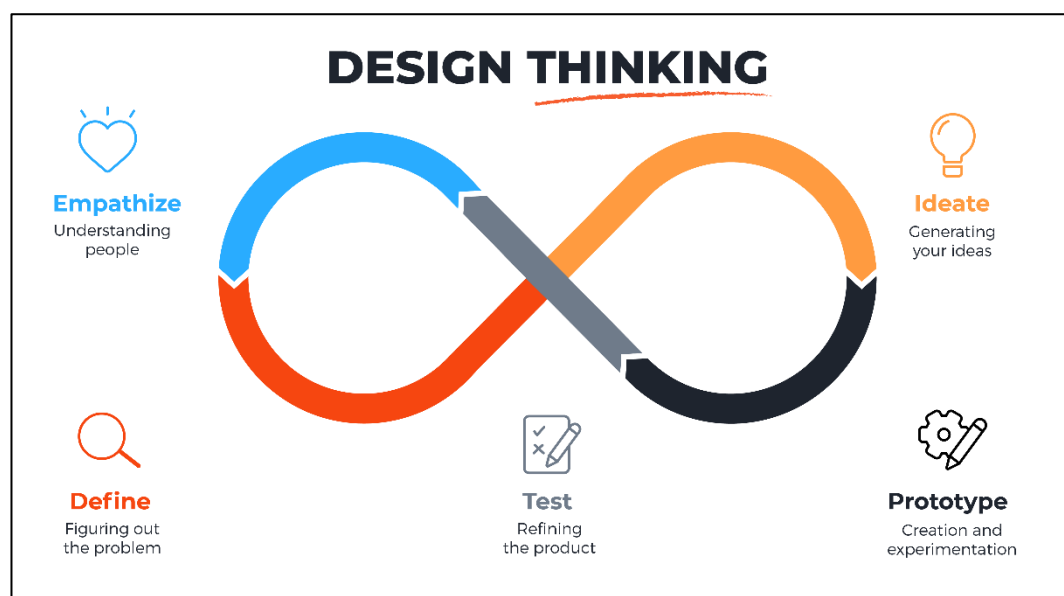 DESIGN THINKING
Empathize
Understanding
people
Ideate
Generating
your ideas
Define
Figuring out
the problem
Test
Refining
the product
Prototype
Creation and
experimentation